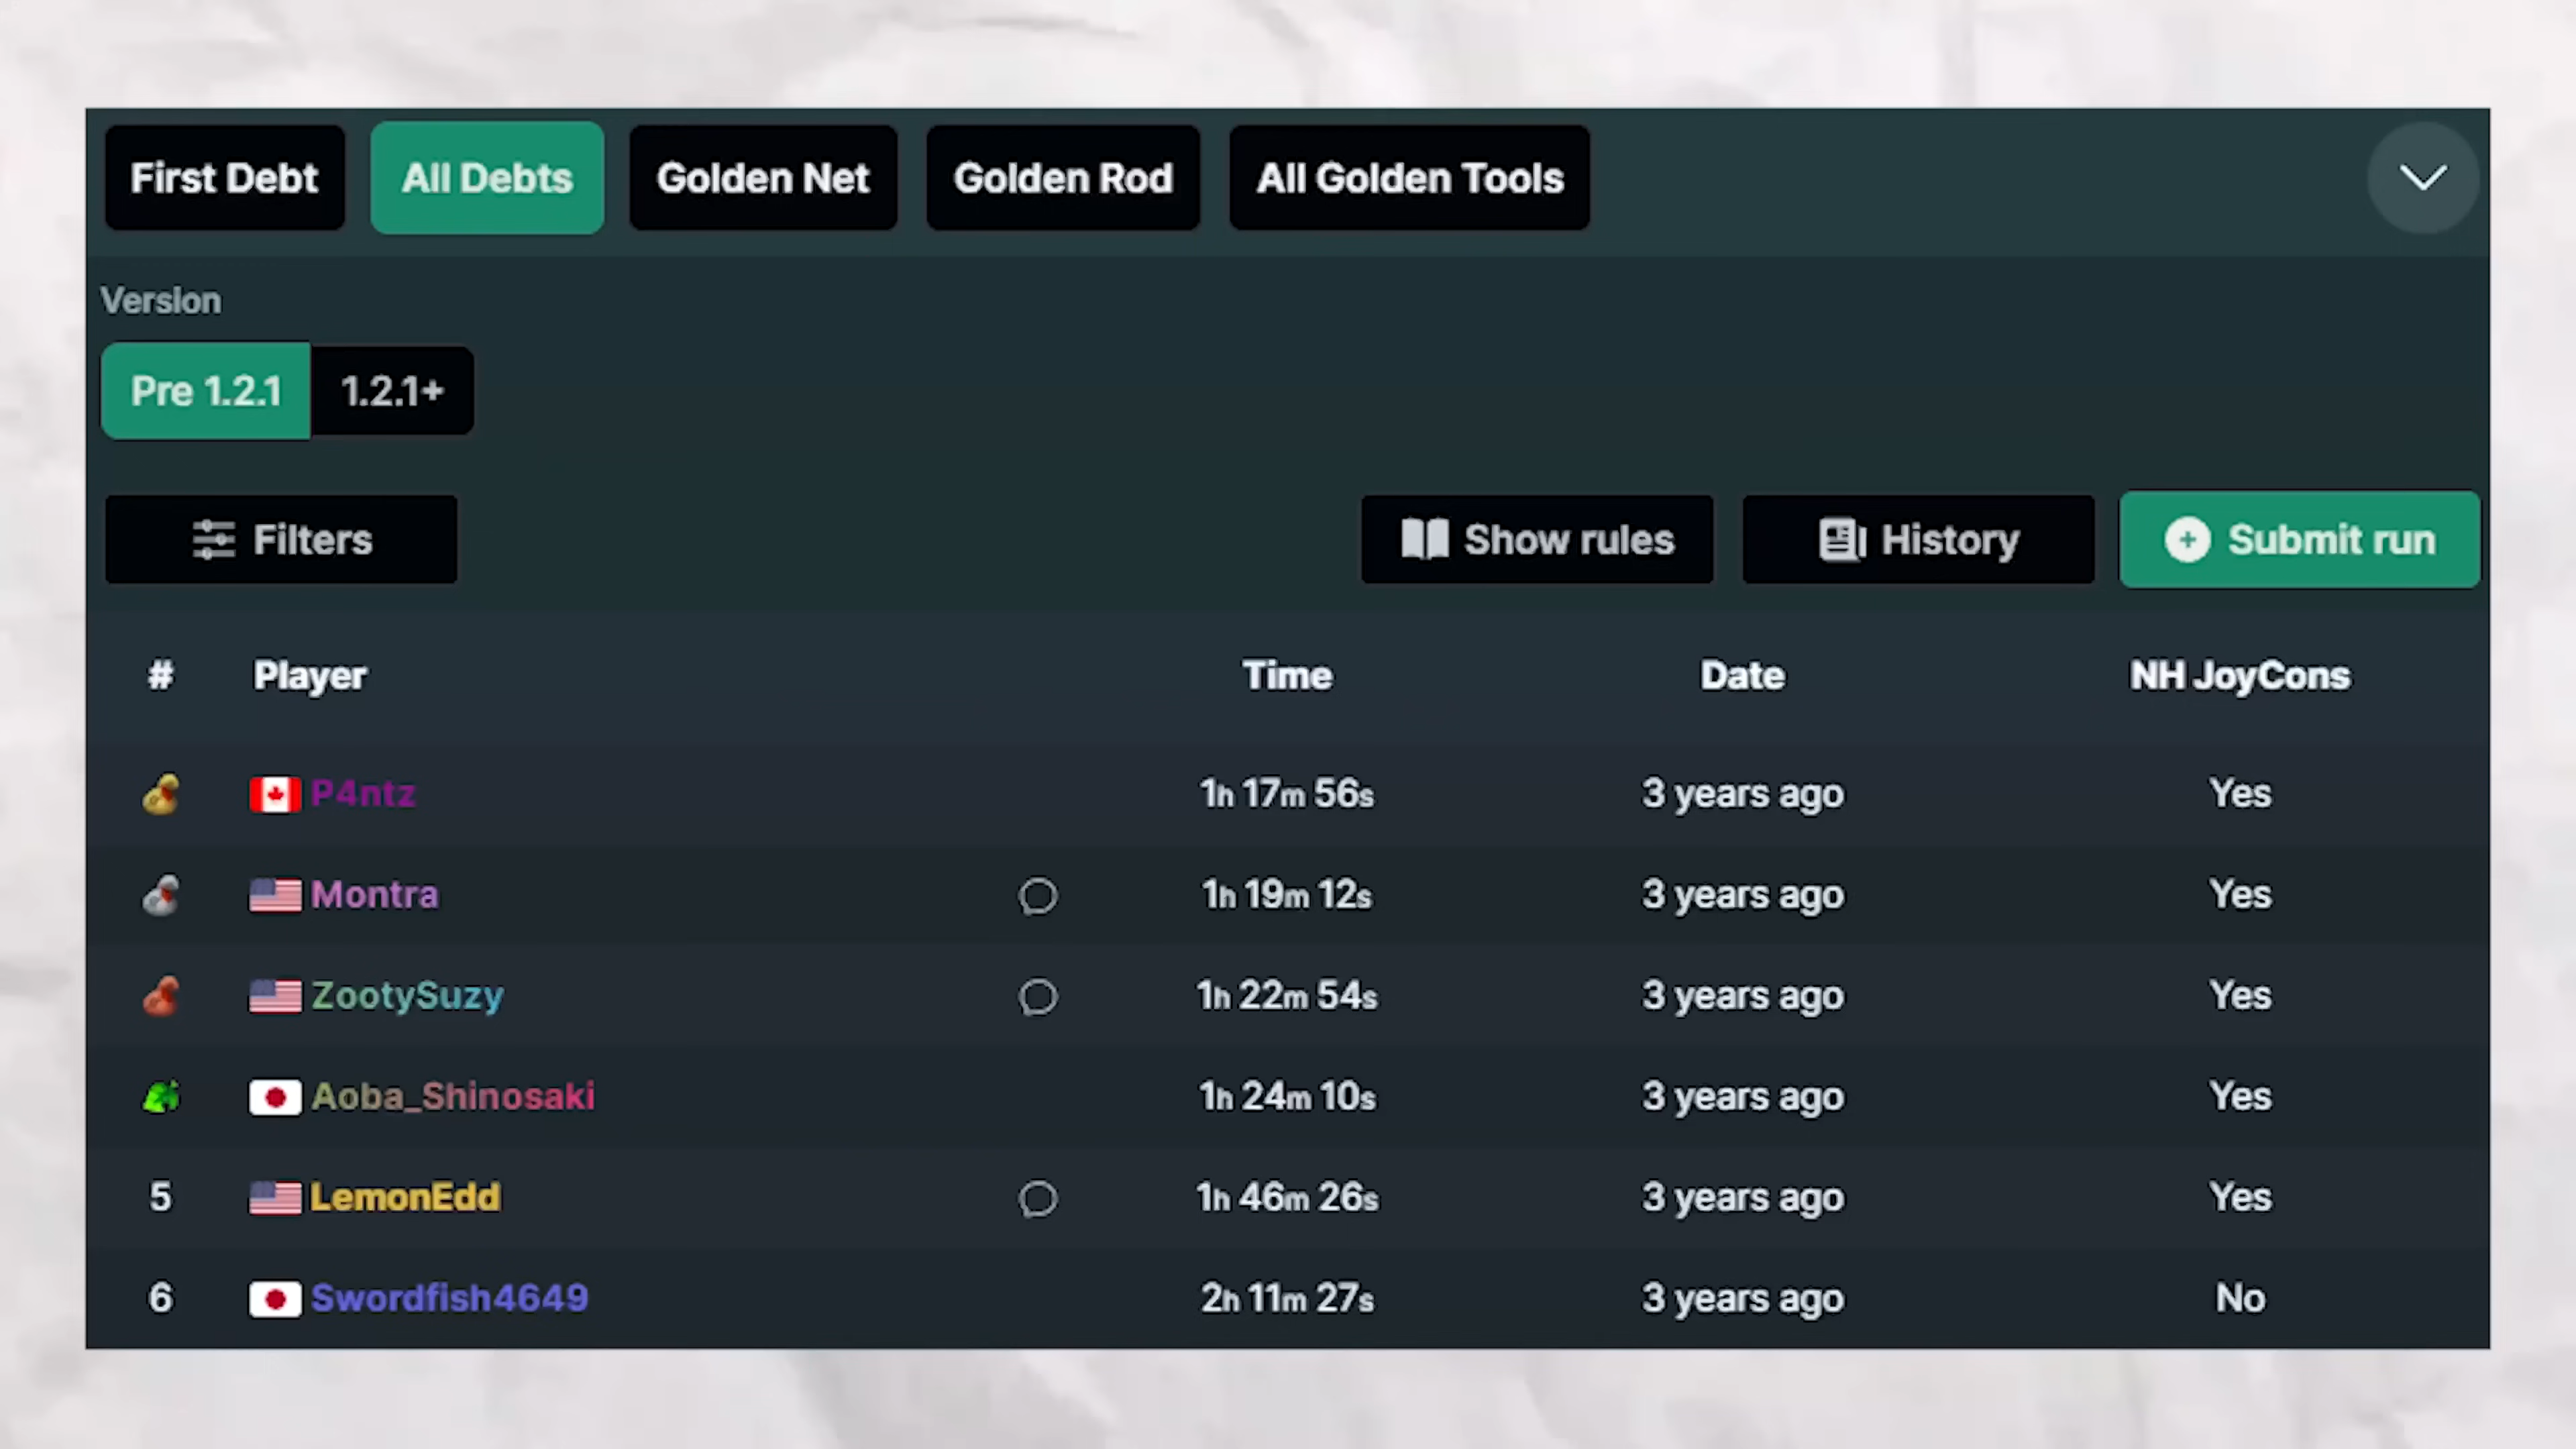 First Debt All Debts Golden Net Golden Rod All Golden Tools
Version
Pre 1.2.1 1.2.1+
Filters Show rules History Submit run
# Player Time Date NH JoyCons
P4ntz 1h 17m 56s 3 years ago Yes
Montra 1h 19m 12s 3 years ago Yes
ZootySuzy 1h 22m 54s 3 years ago Yes
Aoba_Shinosaki 1h 24m 10s 3 years ago Yes
5 LemonEdd 1h 46m 26s 3 years ago Yes
6 Swordfish4649 2h 11m 27s 3 years ago No